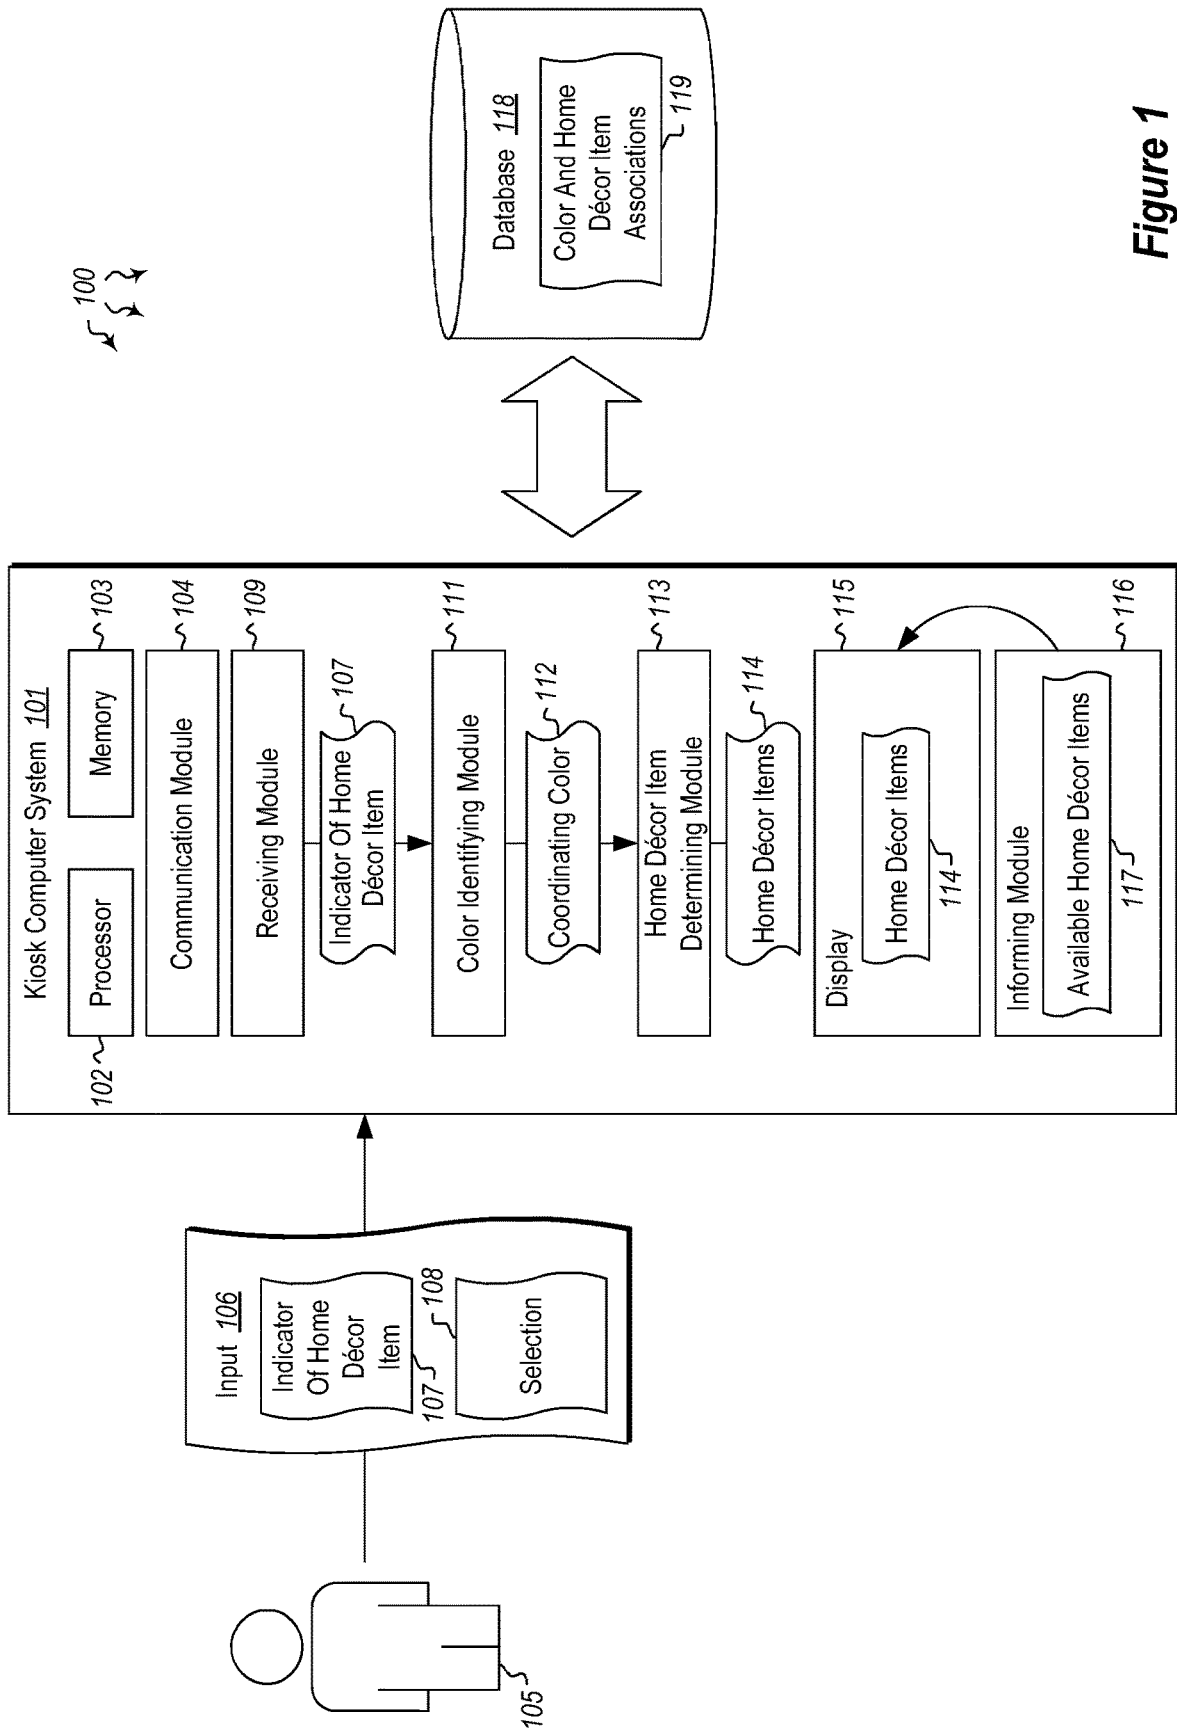 100
Kiosk Computer System 101
102
Processor
Memory
103
Communication Module
104
Receiving Module
109
Indicator Of Home
Décor Item
107
Color Identifying Module
111
Coordinating Color
112
Home Décor Item
Determining Module
113
Home Décor Items
114
Display
115
Home Décor Items
114
Informing Module
116
Available Home Décor Items
117
Input 106
Indicator
Of Home
Décor
Item
107
108
Selection
105
Database 118
Color And Home
Décor Item
Associations
119
Figure 1